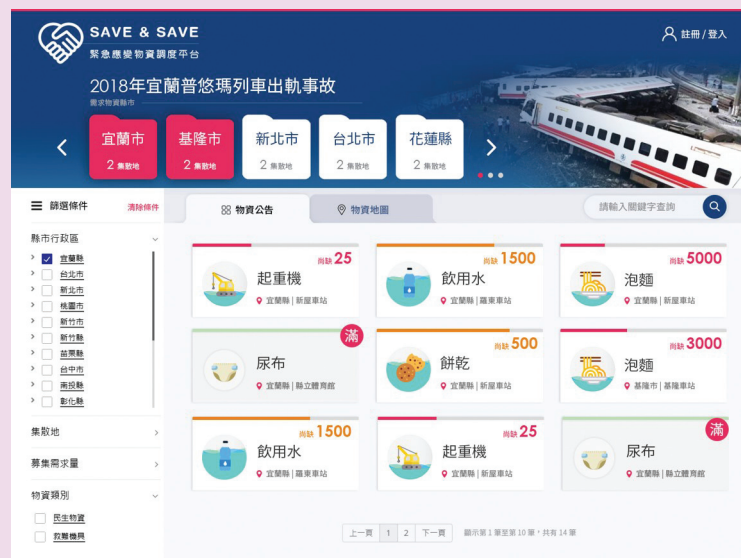 SAVE & SAVE
緊急應變物資調度平台
註冊/登入
2018年宜蘭普悠瑪列車出軌事故
需求物資縣市
宜蘭市
2 集散地
基隆市
2 集散地
新北市
2 集散地
台北市
2 集散地
花蓮縣
2 集散地
篩選條件
清除條件
物資公告
物資地圖
請輸入關鍵字查詢
縣市行政區
宜蘭縣
台北市
新北市
桃園市
新竹市
新竹縣
苗栗縣
台中市
南投縣
彰化縣
集散地
募集需求量
物資類別
民生物資
救難機具
尚缺 25
起重機
宜蘭縣 | 新屋車站
尚缺 1500
飲用水
宜蘭縣 | 羅東車站
尚缺 5000
泡麵
宜蘭縣 | 新屋車站
滿
尿布
宜蘭縣 | 縣立體育館
尚缺 500
餅乾
宜蘭縣 | 新屋車站
尚缺 3000
泡麵
基隆市 | 基隆車站
尚缺 1500
飲用水
宜蘭縣 | 羅東車站
尚缺 25
起重機
宜蘭縣 | 新屋車站
滿
尿布
宜蘭縣 | 縣立體育館
上一頁 1 2 下一頁 顯示第 1 筆至第 10 筆，共有 14 筆